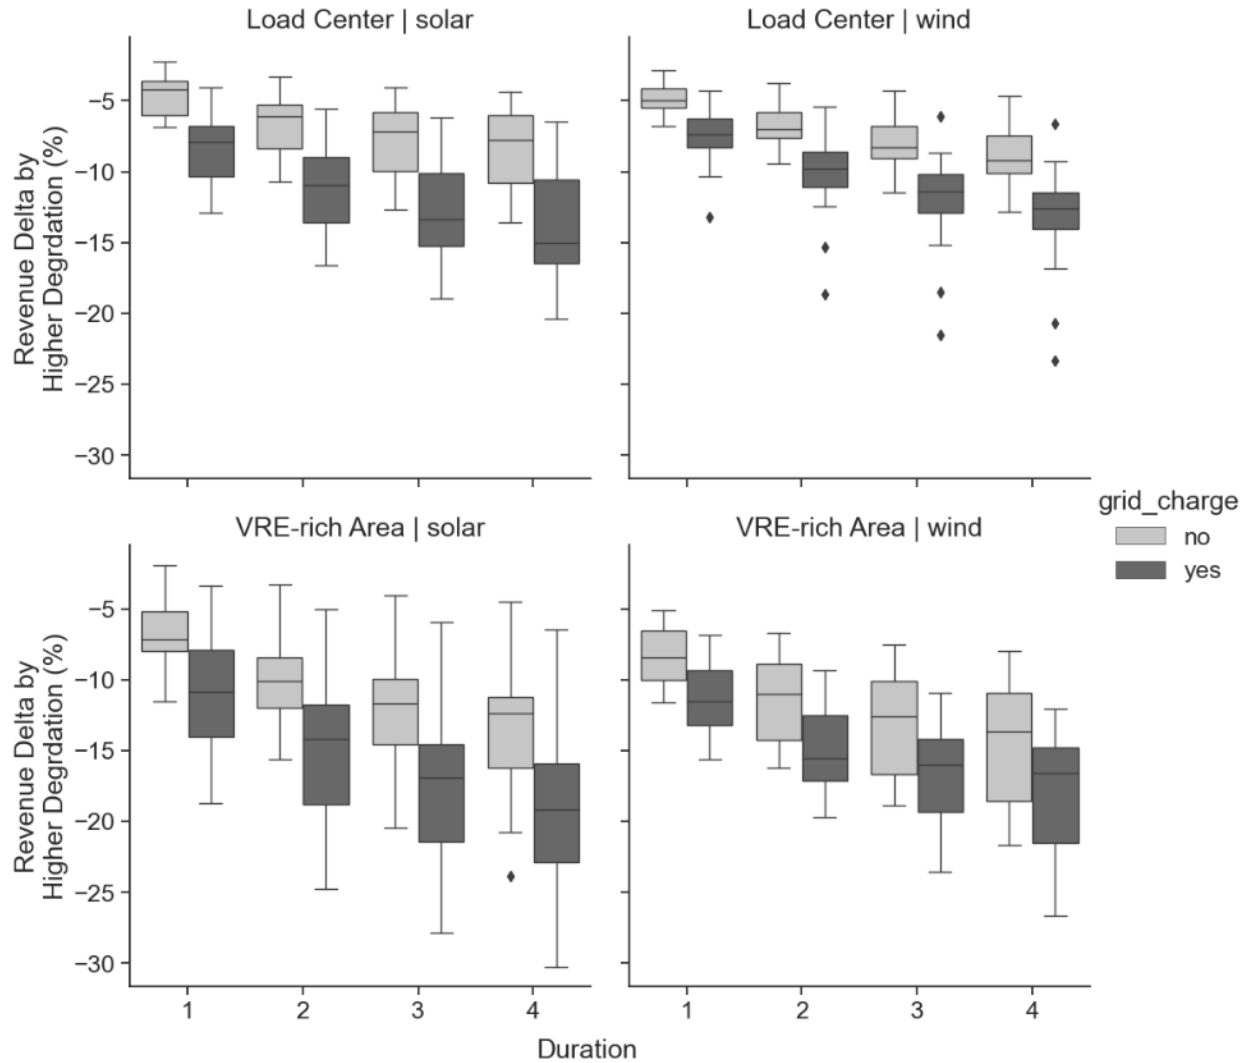 Load Center | solar
Load Center | wind
Revenue Delta by
Higher Degrdation (%)
−5
−10
−15
−20
−25
−30
VRE-rich Area | solar
VRE-rich Area | wind
grid_charge
no
yes
Revenue Delta by
Higher Degrdation (%)
−5
−10
−15
−20
−25
−30
1 2 3 4
1 2 3 4
Duration